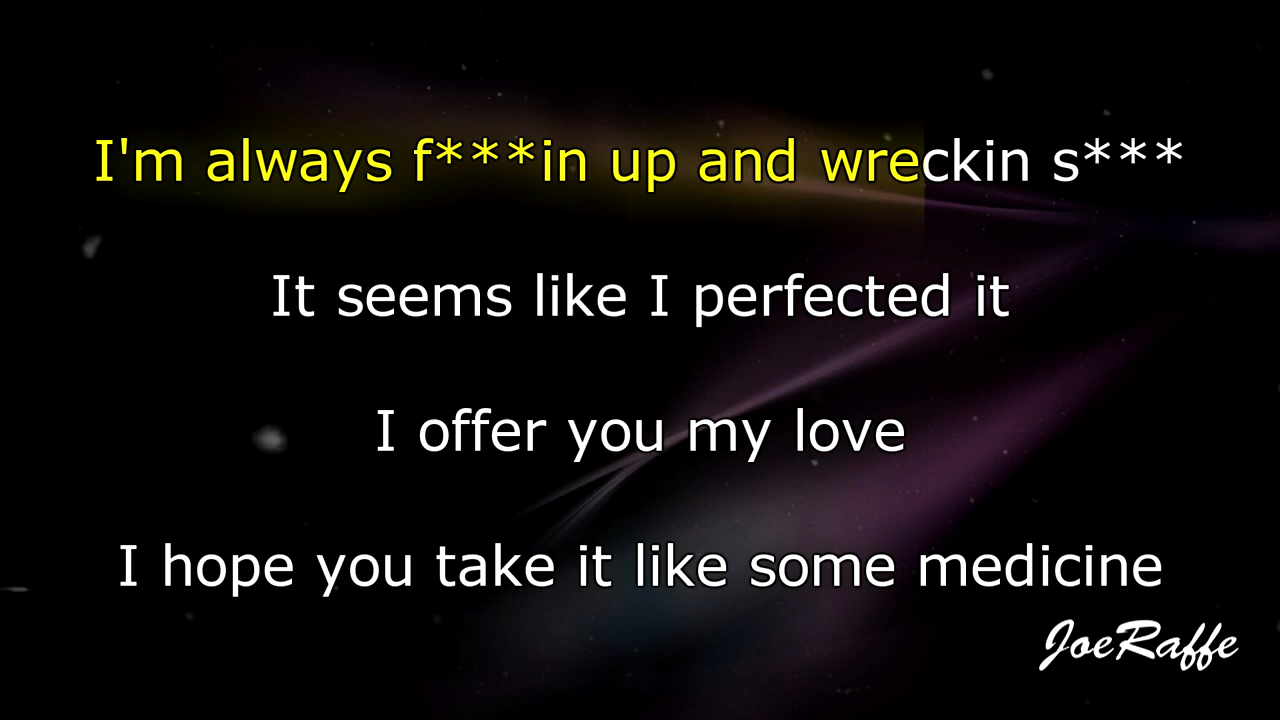 I'm always f***in up and wreckin s***
It seems like I perfected it
I offer you my love
I hope you take it like some medicine
JoeRaffe